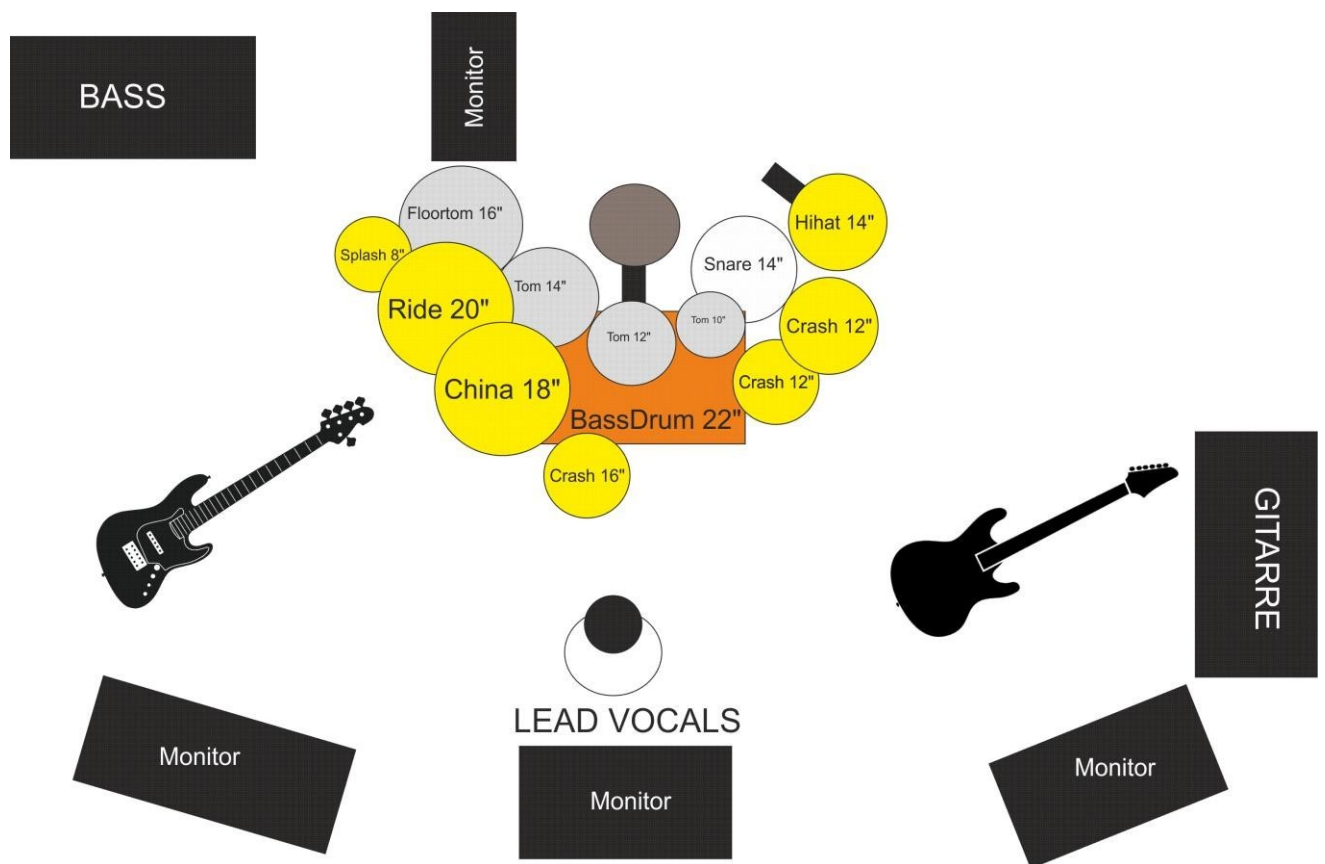 BASS
Monitor
Floortom 16"
Hihat 14"
Splash 8"
Snare 14"
Tom 14"
Ride 20"
Tom 10"
Crash 12"
Tom 12"
China 18"
Crash 12"
BassDrum 22"
Crash 16"
GITARRE
LEAD VOCALS
Monitor
Monitor
Monitor